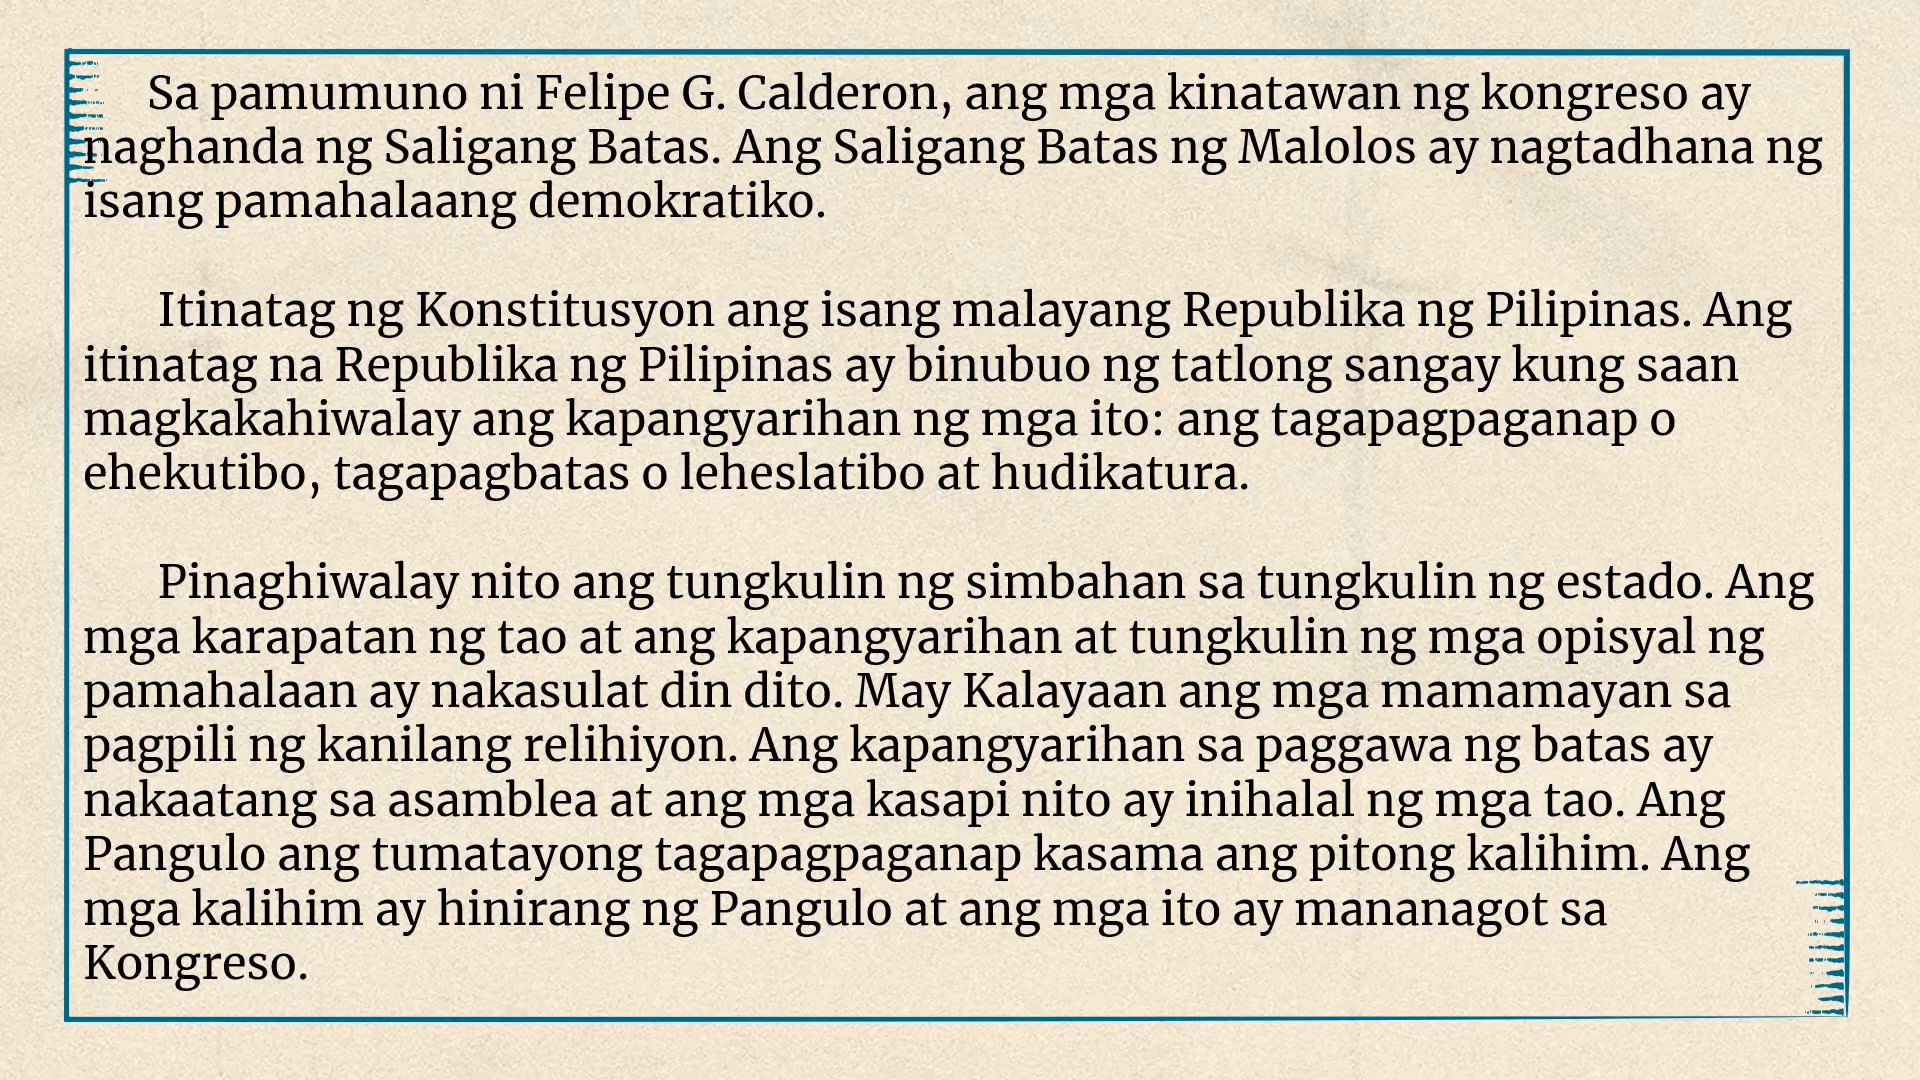 Sa pamumuno ni Felipe G. Calderon, ang mga kinatawan ng kongreso ay
naghanda ng Saligang Batas. Ang Saligang Batas ng Malolos ay nagtadhana ng
isang pamahalaang demokratiko.
Itinatag ng Konstitusyon ang isang malayang Republika ng Pilipinas. Ang
itinatag na Republika ng Pilipinas ay binubuo ng tatlong sangay kung saan
magkakahiwalay ang kapangyarihan ng mga ito: ang tagapagpaganap o
ehekutibo, tagapagbatas o leheslatibo at hudikatura.
Pinaghiwalay nito ang tungkulin ng simbahan sa tungkulin ng estado. Ang
mga karapatan ng tao at ang kapangyarihan at tungkulin ng mga opisyal ng
pamahalaan ay nakasulat din dito. May Kalayaan ang mga mamamayan sa
pagpili ng kanilang relihiyon. Ang kapangyarihan sa paggawa ng batas ay
nakaatang sa asamblea at ang mga kasapi nito ay inihalal ng mga tao. Ang
Pangulo ang tumatayong tagapagpaganap kasama ang pitong kalihim. Ang
mga kalihim ay hinirang ng Pangulo at ang mga ito ay mananagot sa
Kongreso.